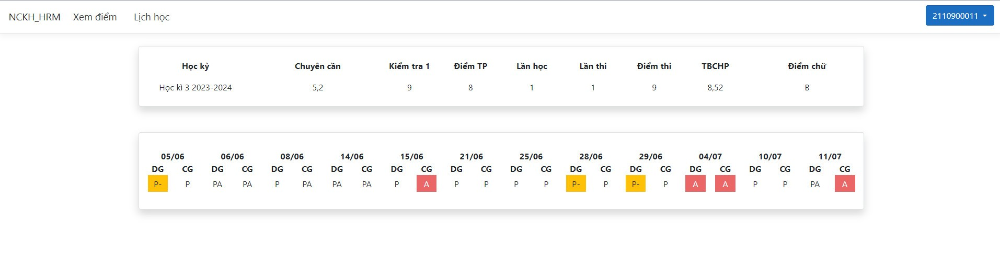 NCKH_HRM Xem điểm Lịch học 2110900011
Học kỳ Chuyên cần Kiểm tra 1 Điểm TP Lần học Lần thi Điểm thi TBCHP Điểm chữ
Học kì 3 2023-2024 5,2 9 8 1 1 9 8,52 B
05/06 06/06 08/06 14/06 15/06 21/06 25/06 28/06 29/06 04/07 10/07 11/07
DG CG DG CG DG CG DG CG DG CG DG CG DG CG DG CG DG CG DG CG DG CG DG CG
P- P PA PA P PA PA PA P A P P P P P- P P- P A A P P PA A